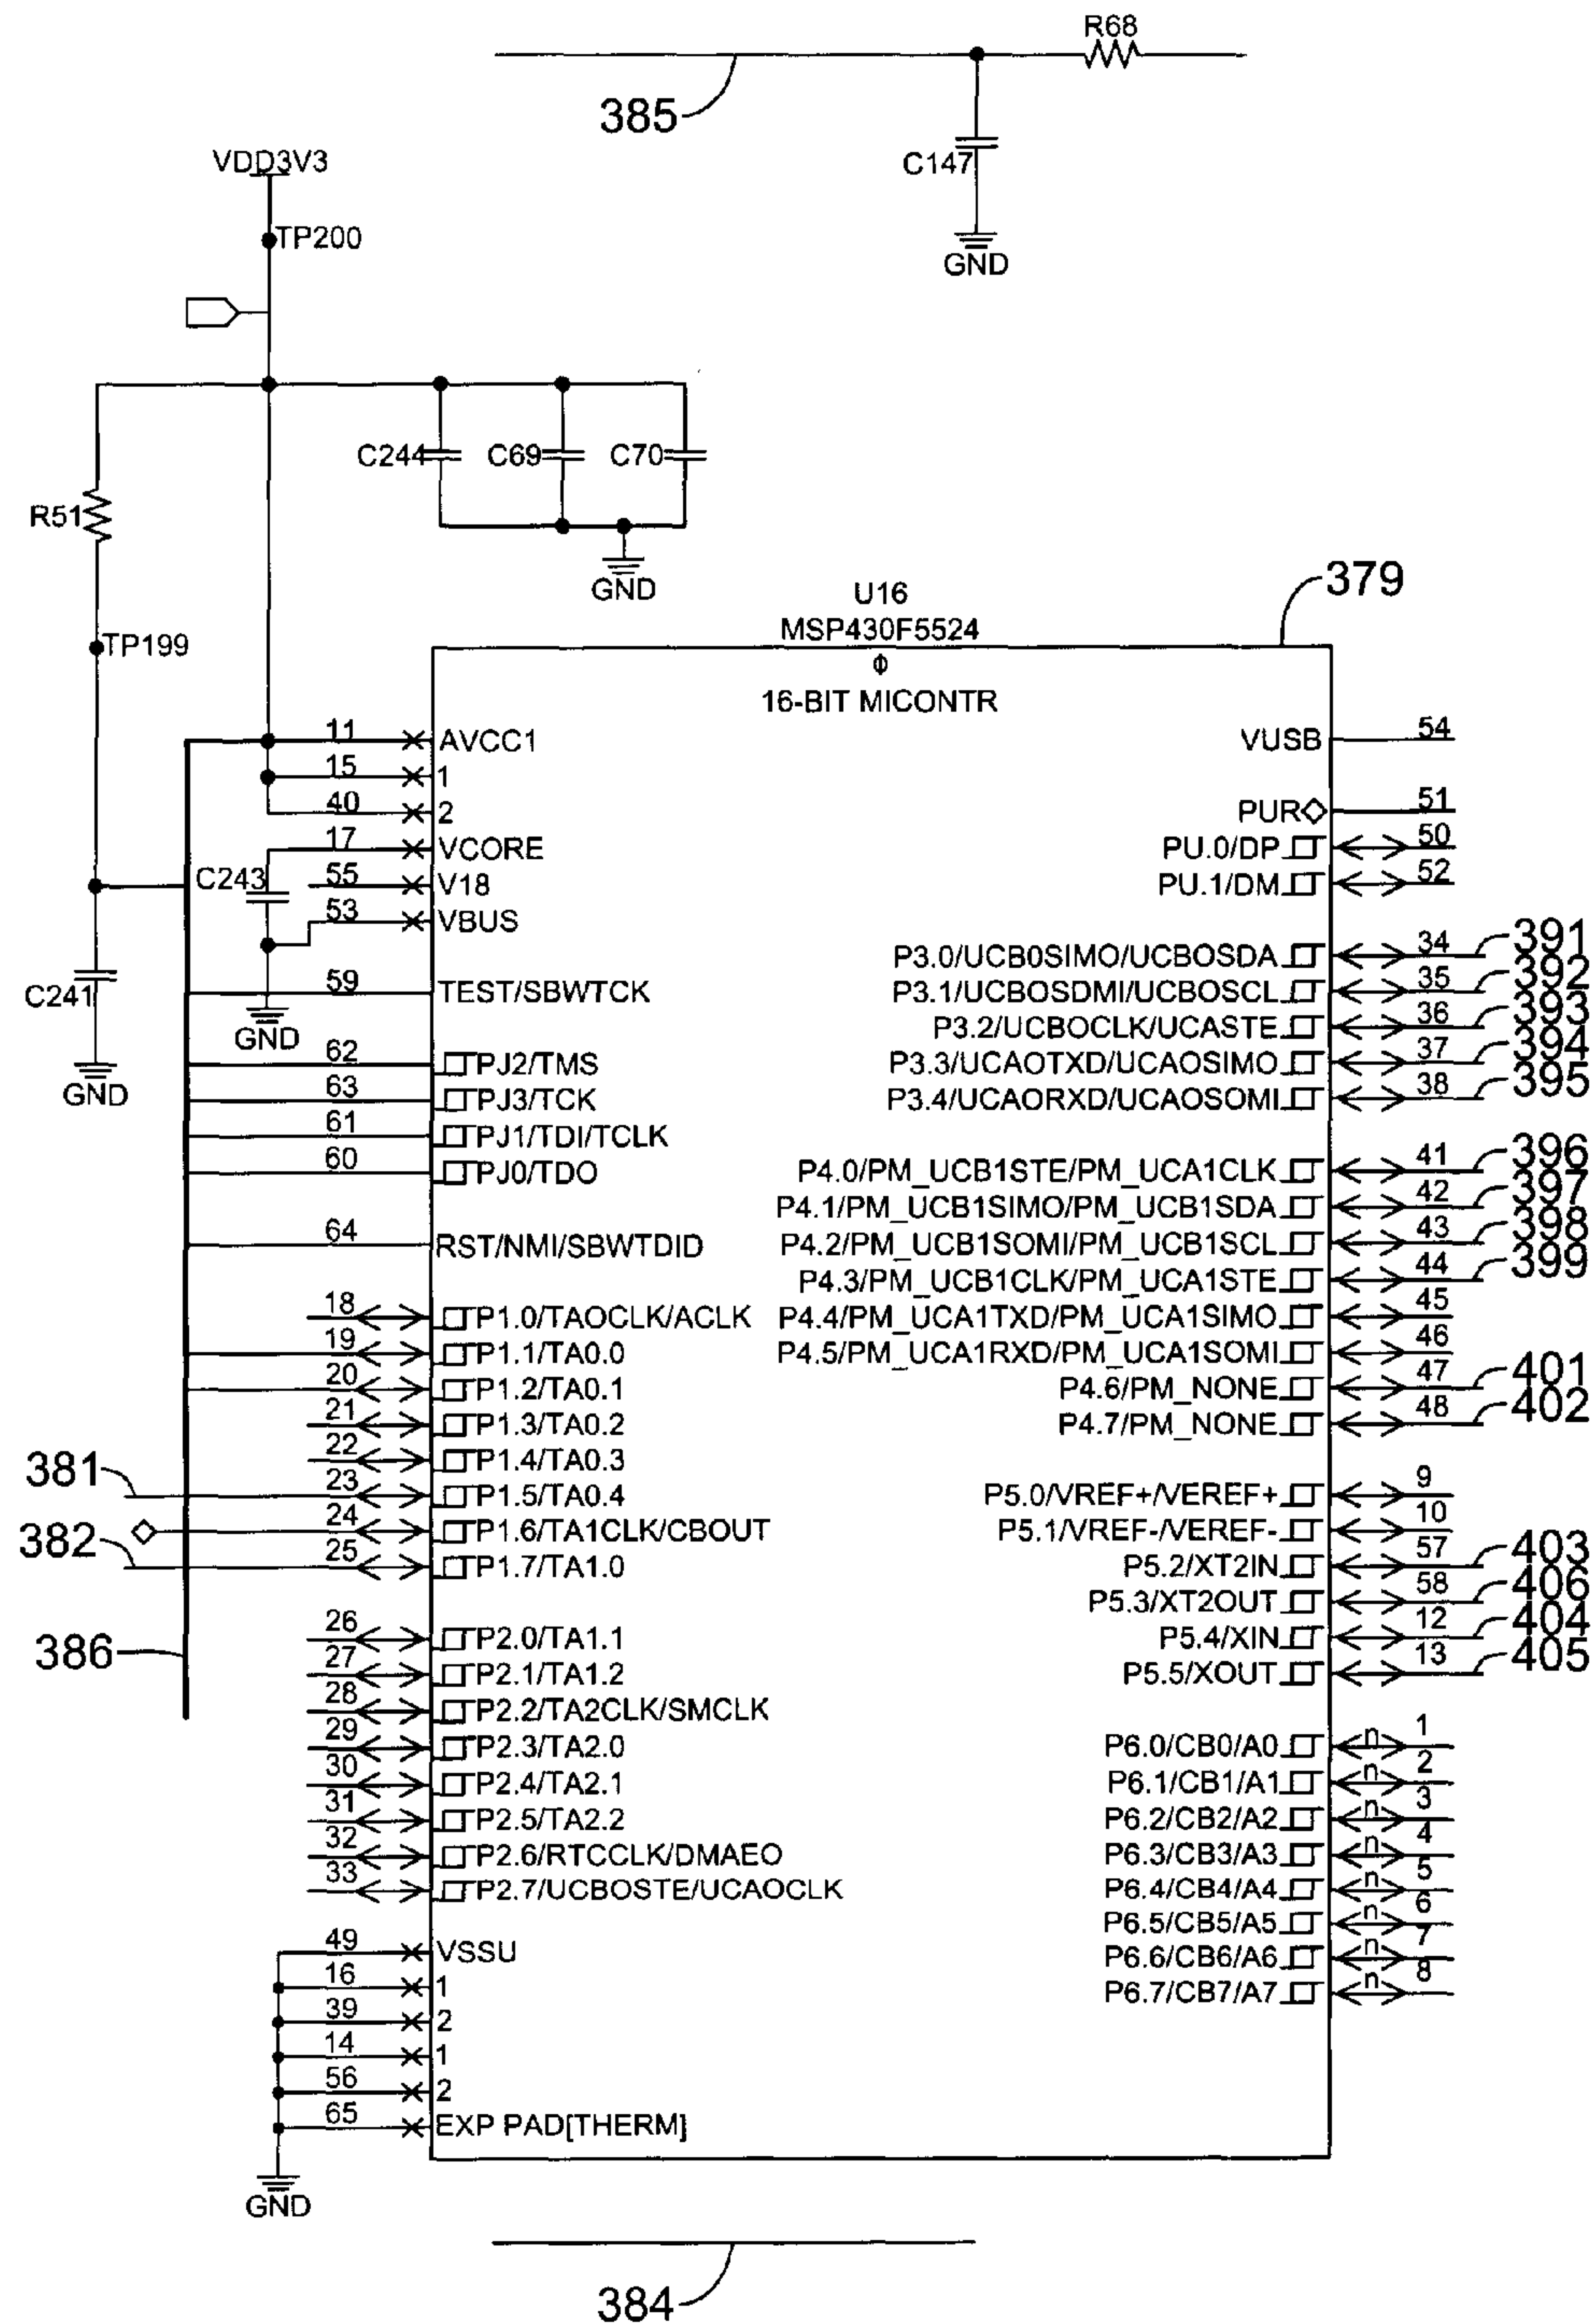 R68
385
C147
GND
VDD3V3
TP200
C244 C69 C70
R51
GND
TP199
U16
MSP430F5524
Φ
16-BIT MICONTR
379
11 AVCC1 VUSB 54
15 1
40 2 PUR 51
17 VCORE PU.0/DP 50
C243 55 V18 PU.1/DM 52
53 VBUS
P3.0/UCB0SIMO/UCBOSDA 34 391
C241 59 TEST/SBWTCK P3.1/UCBOSDMI/UCBOSCL 35 392
GND P3.2/UCBOCLK/UCASTE 36 393
GND 62 PJ2/TMS P3.3/UCAOTXD/UCAOSIMO 37 394
63 PJ3/TCK P3.4/UCAORXD/UCAOSOMI 38 395
61 PJ1/TDI/TCLK
60 PJ0/TDO P4.0/PM_UCB1STE/PM_UCA1CLK 41 396
P4.1/PM_UCB1SIMO/PM_UCB1SDA 42 397
64 RST/NMI/SBWTDID P4.2/PM_UCB1SOMI/PM_UCB1SCL 43 398
P4.3/PM_UCB1CLK/PM_UCA1STE 44 399
18 P1.0/TAOCLK/ACLK P4.4/PM_UCA1TXD/PM_UCA1SIMO 45
19 P1.1/TA0.0 P4.5/PM_UCA1RXD/PM_UCA1SOMI 46
20 P1.2/TA0.1 P4.6/PM_NONE 47 401
21 P1.3/TA0.2 P4.7/PM_NONE 48 402
22 P1.4/TA0.3
381 23 P1.5/TA0.4 P5.0/VREF+/VEREF+ 9
24 P1.6/TA1CLK/CBOUT P5.1/VREF-/VEREF- 10
382 25 P1.7/TA1.0 P5.2/XT2IN 57 403
P5.3/XT2OUT 58 406
386 26 P2.0/TA1.1 P5.4/XIN 12 404
27 P2.1/TA1.2 P5.5/XOUT 13 405
28 P2.2/TA2CLK/SMCLK
29 P2.3/TA2.0 P6.0/CB0/A0 n 1
30 P2.4/TA2.1 P6.1/CB1/A1 n 2
31 P2.5/TA2.2 P6.2/CB2/A2 n 3
32 P2.6/RTCCLK/DMAEO P6.3/CB3/A3 n 4
33 P2.7/UCBOSTE/UCAOCLK P6.4/CB4/A4 n 5
P6.5/CB5/A5 n 6
49 VSSU P6.6/CB6/A6 n 7
16 1 P6.7/CB7/A7 n 8
39 2
14 1
56 2
65 EXP PAD[THERM]
GND
384